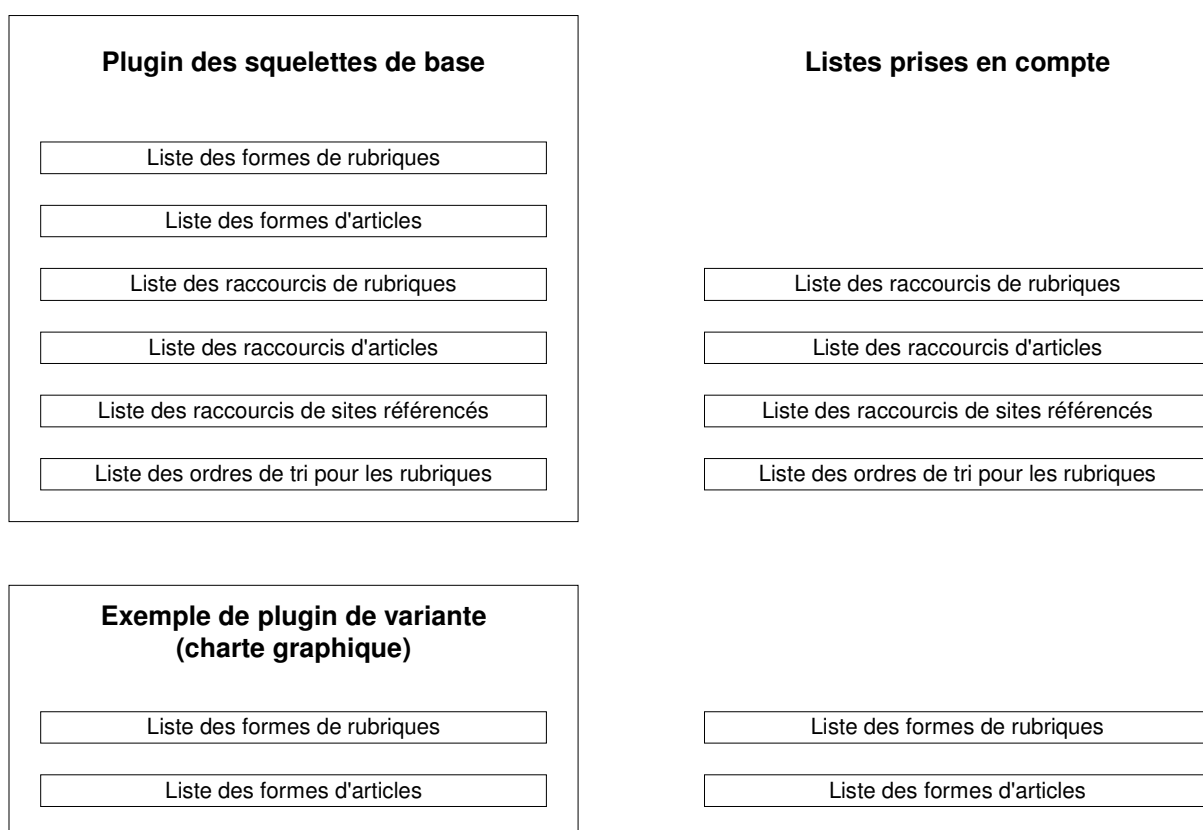 Plugin des squelettes de base
Listes prises en compte
Liste des formes de rubriques
Liste des formes d'articles
Liste des raccourcis de rubriques
Liste des raccourcis de rubriques
Liste des raccourcis d'articles
Liste des raccourcis d'articles
Liste des raccourcis de sites référencés
Liste des raccourcis de sites référencés
Liste des ordres de tri pour les rubriques
Liste des ordres de tri pour les rubriques
Exemple de plugin de variante
(charte graphique)
Liste des formes de rubriques
Liste des formes de rubriques
Liste des formes d'articles
Liste des formes d'articles